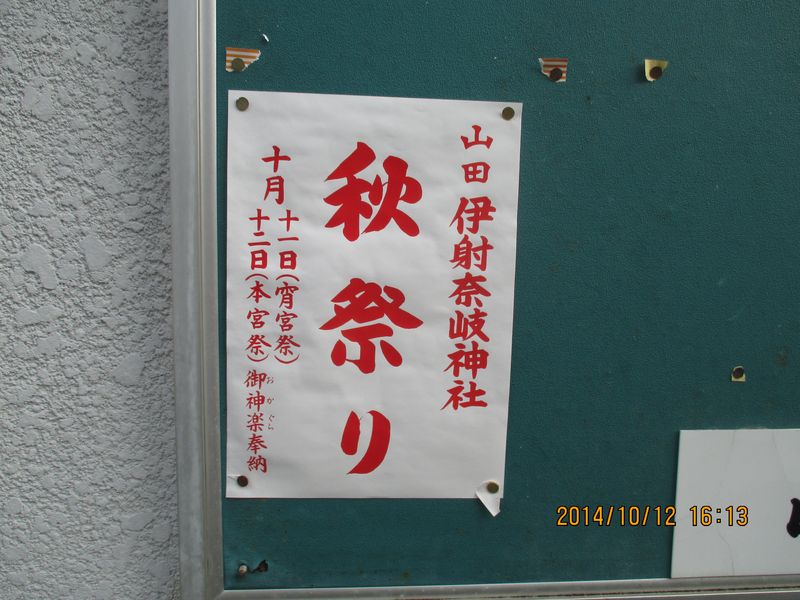 山田 伊射奈岐神社
秋祭り
十月 十一日(宵宮祭)
十二日(本宮祭) 御神楽奉納
おかぐら
2014/10/12 16:13